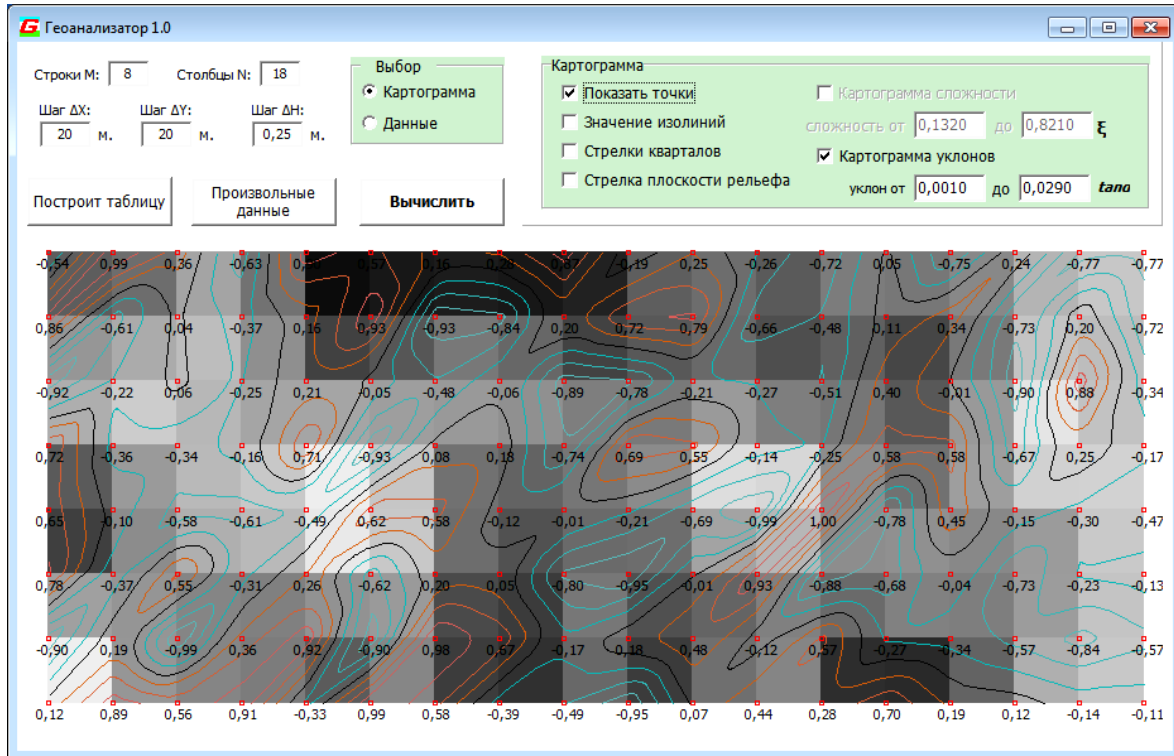 Геоанализатор 1.0
Строки M: 8 Столбцы N: 18
Шаг ΔX: Шаг ΔY: Шаг ΔH:
20 м. 20 м. 0,25 м.
Построит таблицу
Произвольные
данные
Вычислить
Выбор
Картограмма
Данные
Картограмма
Показать точки
Значение изолиний
Стрелки кварталов
Стрелка плоскости рельефа
Картограмма сложности
сложность от 0,1320 до 0,8210 ξ
Картограмма уклонов
уклон от 0,0010 до 0,0290 tanα
-0,54 0,99 0,36 -0,63 0,57 0,16 0,87 -0,19 0,25 -0,26 -0,72 0,05 -0,75 0,24 -0,77 -0,77
0,86 -0,61 0,04 -0,37 0,16 0,93 -0,93 -0,84 0,20 0,72 0,79 -0,66 -0,48 0,11 0,34 -0,73 0,20 -0,72
-0,92 -0,22 0,06 -0,25 0,21 -0,05 -0,48 -0,06 -0,89 -0,78 -0,21 -0,27 -0,51 0,40 -0,01 -0,90 0,88 -0,34
0,72 -0,36 -0,34 -0,16 0,71 -0,93 0,08 0,18 -0,74 0,69 0,55 -0,14 -0,25 0,58 0,58 -0,67 0,25 -0,17
0,65 -0,10 -0,58 -0,61 -0,49 0,62 0,58 -0,12 -0,01 -0,21 -0,69 -0,99 1,00 -0,78 0,45 -0,15 -0,30 -0,47
0,78 -0,37 0,55 -0,31 0,26 -0,62 0,20 0,05 -0,80 -0,95 -0,01 0,93 -0,88 -0,68 -0,04 -0,73 -0,23 -0,13
-0,90 0,19 -0,99 0,36 0,92 -0,90 0,98 0,67 -0,17 -0,18 0,48 -0,12 0,57 -0,27 -0,34 -0,57 -0,84 -0,57
0,12 0,89 0,56 0,91 -0,33 0,99 0,58 -0,39 -0,49 -0,95 0,07 0,44 0,28 0,70 0,19 0,12 -0,14 -0,11